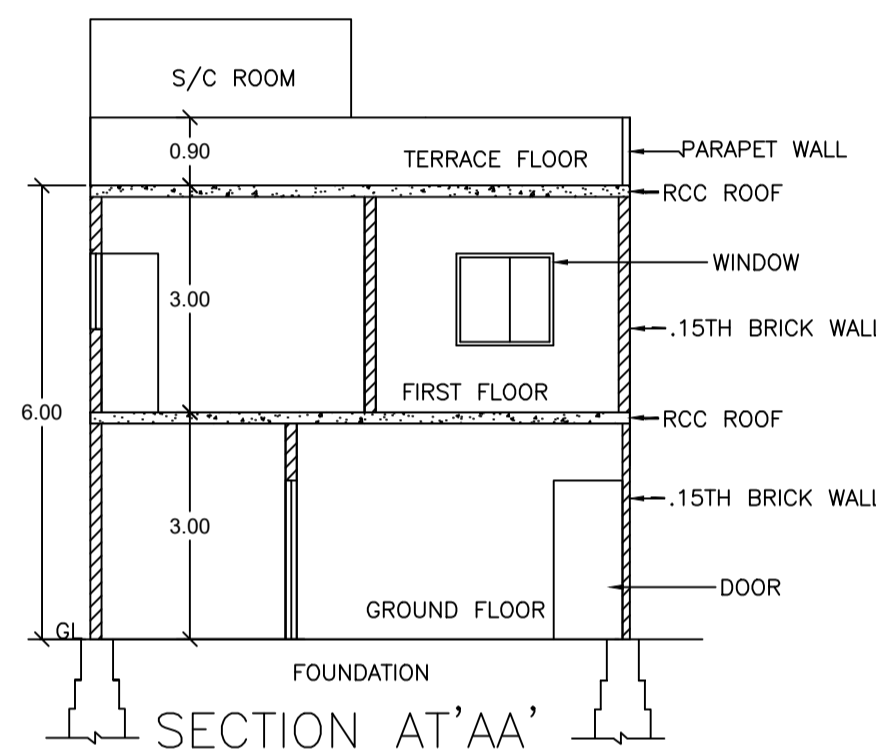 S/C ROOM
0.90
TERRACE FLOOR
PARAPET WALL
RCC ROOF
WINDOW
3.00
.15TH BRICK WALL
FIRST FLOOR
6.00
RCC ROOF
.15TH BRICK WALL
3.00
DOOR
GROUND FLOOR
GL
FOUNDATION
SECTION AT'AA'